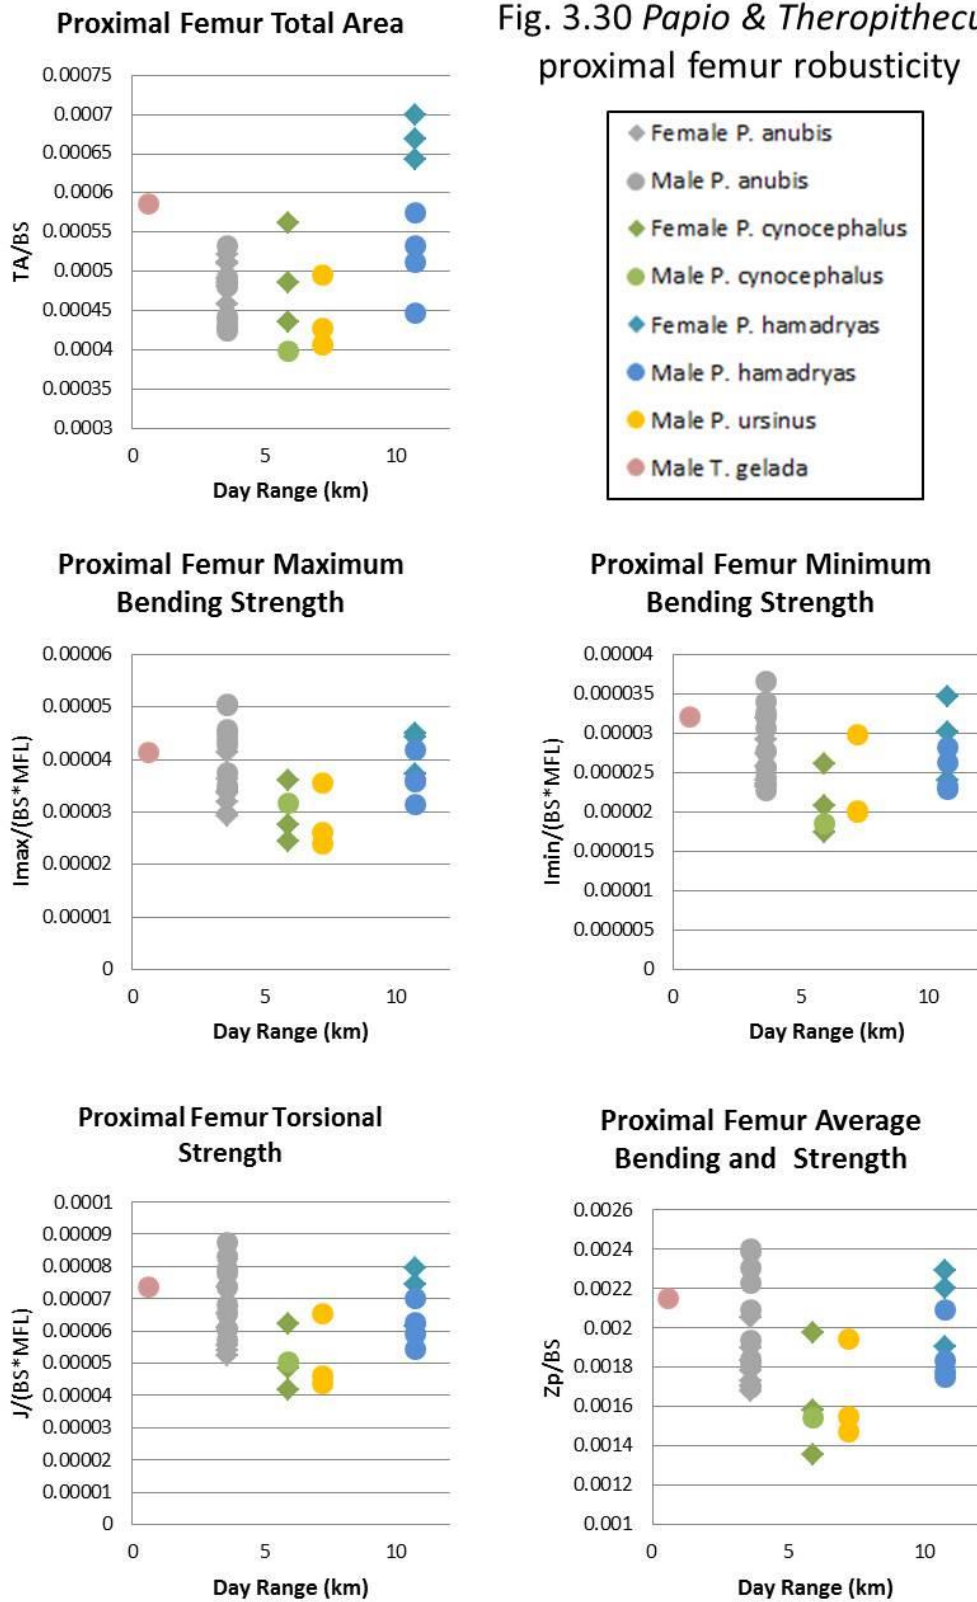 Proximal Femur Total Area
Fig. 3.30 Papio & Theropithecu
proximal femur robusticity
0.00075
0.0007
0.00065
0.0006
0.00055
0.0005
0.00045
0.0004
0.00035
0.0003
TA/BS
0
5
10
Day Range (km)
Female P. anubis
Male P. anubis
Female P. cynocephalus
Male P. cynocephalus
Female P. hamadryas
Male P. hamadryas
Male P. ursinus
Male T. gelada
Proximal Femur Maximum
Bending Strength
0.00006
0.00005
0.00004
0.00003
0.00002
0.00001
0
Imax/(BS*MFL)
0
5
10
Day Range (km)
Proximal Femur Minimum
Bending Strength
0.00004
0.000035
0.00003
0.000025
0.00002
0.000015
0.00001
0.000005
0
Imin/(BS*MFL)
0
5
10
Day Range (km)
Proximal Femur Torsional
Strength
0.0001
0.00009
0.00008
0.00007
0.00006
0.00005
0.00004
0.00003
0.00002
0.00001
0
J/(BS*MFL)
0
5
10
Day Range (km)
Proximal Femur Average
Bending and Strength
0.0026
0.0024
0.0022
0.002
0.0018
0.0016
0.0014
0.0012
0.001
Zp/BS
0
5
10
Day Range (km)